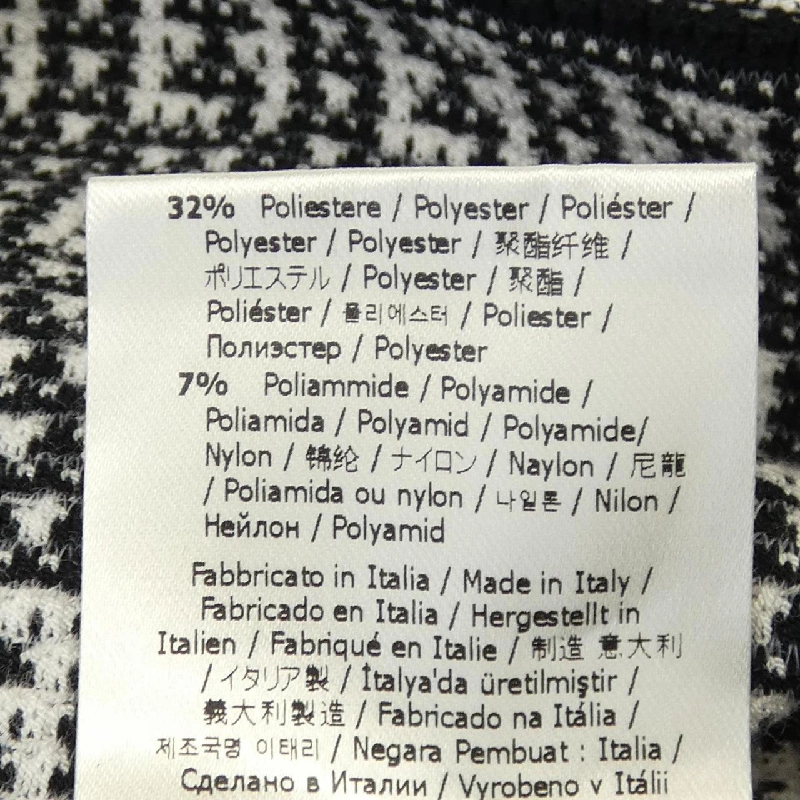 32% Poliestere / Polyester / Poliéster /
Polyester / Polyester / 聚酯纤维 /
ポリエステル / Polyester / 聚酯 /
Poliéster / 폴리에스터 / Poliester /
Полиэстер / Polyester
7% Poliammide / Polyamide /
Poliamida / Polyamid / Polyamide/
Nylon / 锦纶 / ナイロン / Naylon / 尼龍
/ Poliamida ou nylon / 나일론 / Nilon /
Нейлон / Polyamid
Fabbricato in Italia / Made in Italy /
Fabricado en Italia / Hergestellt in
Italien / Fabriqué en Italie / 制造 意大利
/ イタリア製 / İtalya'da üretilmiştir /
義大利製造 / Fabricado na Itália /
제조국명 이태리 / Negara Pembuat : Italia /
Сделано в Италии / Vyrobeno v Itálii